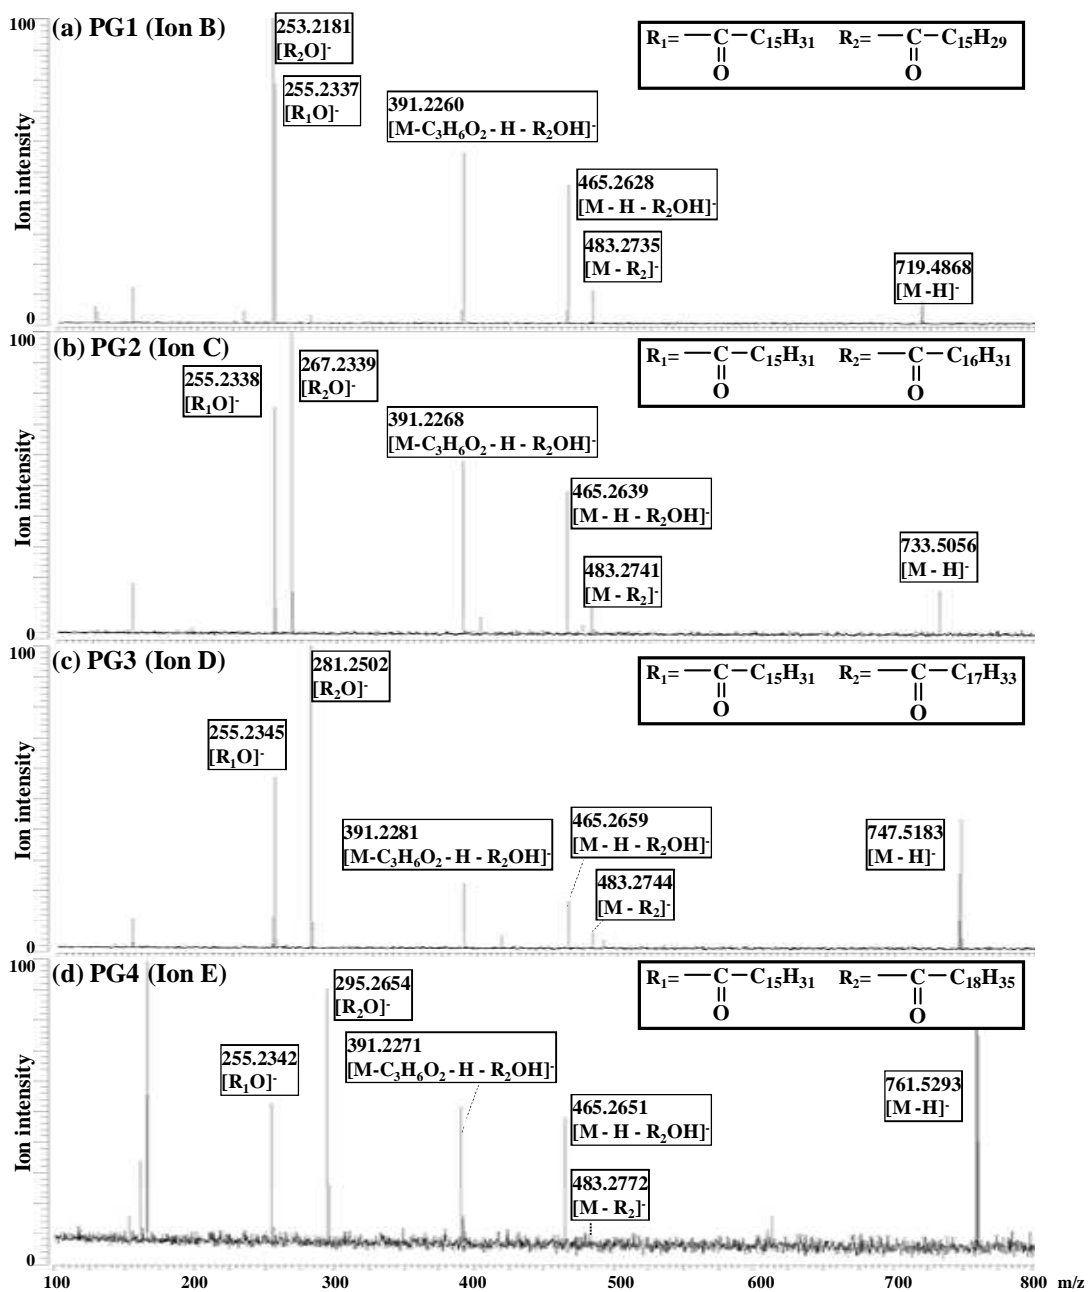 (a) PG1 (Ion B)
100
Ion intensity
0
253.2181
[R₂O]⁻
255.2337
[R₁O]⁻
391.2260
[M-C₃H₆O₂ - H - R₂OH]⁻
465.2628
[M - H - R₂OH]⁻
483.2735
[M - R₂]⁻
719.4868
[M -H]⁻
R₁= C C₁₅H₃₁ R₂= C C₁₅H₂₉
O O
(b) PG2 (Ion C)
100
Ion intensity
0
255.2338
[R₁O]⁻
267.2339
[R₂O]⁻
391.2268
[M-C₃H₆O₂ - H - R₂OH]⁻
465.2639
[M - H - R₂OH]⁻
483.2741
[M - R₂]⁻
733.5056
[M - H]⁻
R₁= C C₁₅H₃₁ R₂= C C₁₆H₃₁
O O
(c) PG3 (Ion D)
100
Ion intensity
0
281.2502
[R₂O]⁻
255.2345
[R₁O]⁻
391.2281
[M-C₃H₆O₂ - H - R₂OH]⁻
465.2659
[M - H - R₂OH]⁻
483.2744
[M - R₂]⁻
747.5183
[M - H]⁻
R₁= C C₁₅H₃₁ R₂= C C₁₇H₃₃
O O
(d) PG4 (Ion E)
100
Ion intensity
0
295.2654
[R₂O]⁻
255.2342
[R₁O]⁻
391.2271
[M-C₃H₆O₂ - H - R₂OH]⁻
465.2651
[M - H - R₂OH]⁻
483.2772
[M - R₂]⁻
761.5293
[M -H]⁻
R₁= C C₁₅H₃₁ R₂= C C₁₈H₃₅
O O
100 200 300 400 500 600 700 800 m/z